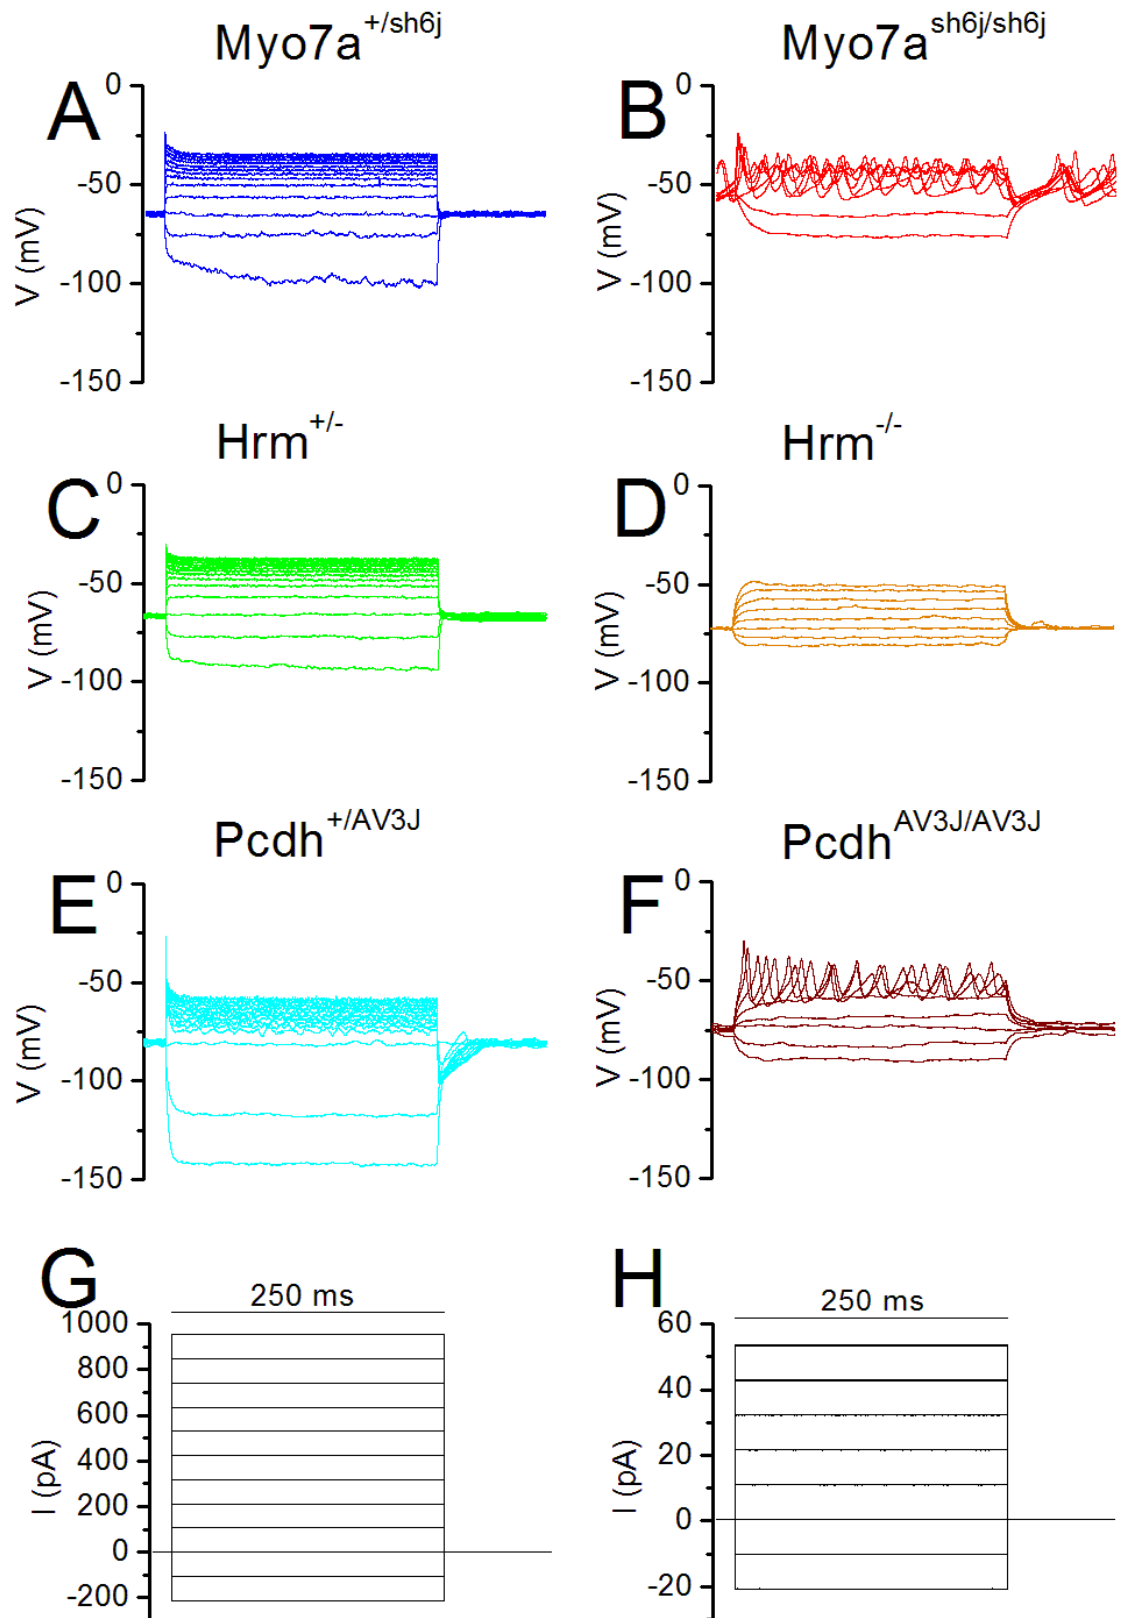 Myo7a+/sh6j
Myo7ash6j/sh6j
A
0
-50
-100
-150
V (mV)
B
0
-50
-100
-150
V (mV)
Hrm+/-
Hrm-/-
C
0
-50
-100
-150
V (mV)
D
0
-50
-100
-150
V (mV)
Pcdh+/AV3J
PcdhAV3J/AV3J
E
0
-50
-100
-150
V (mV)
F
0
-50
-100
-150
V (mV)
G
250 ms
1000
800
600
400
200
0
-200
I (pA)
H
250 ms
60
40
20
0
-20
I (pA)